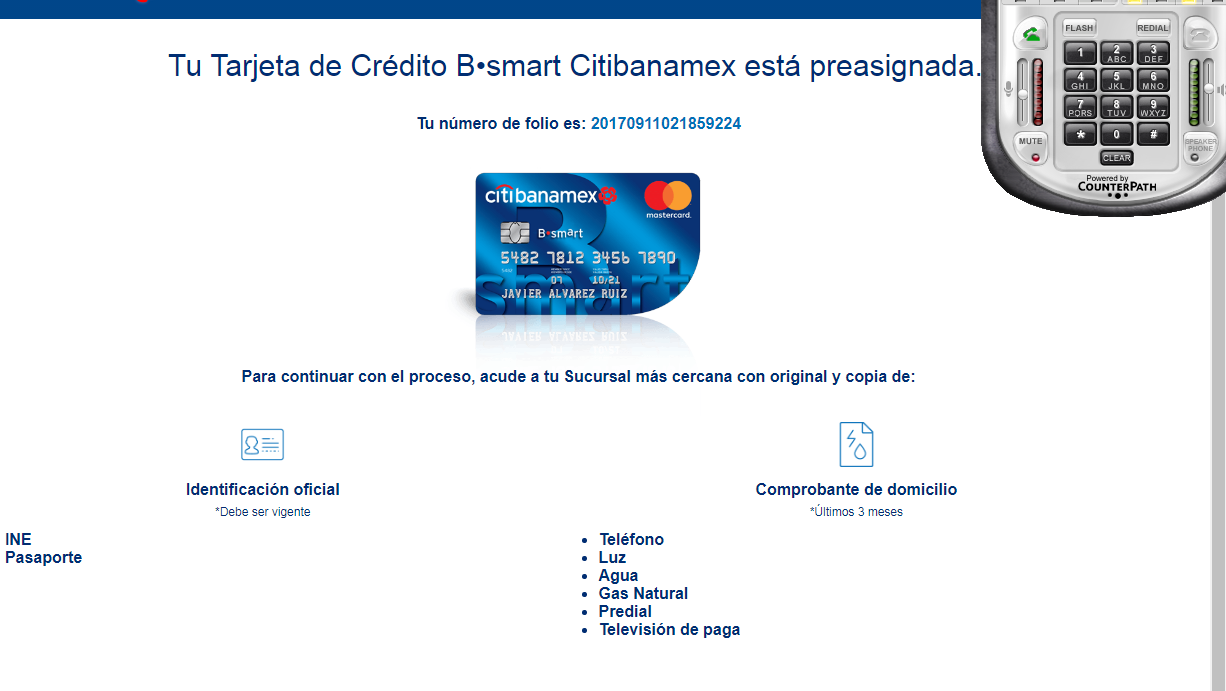 Tu Tarjeta de Crédito B•smart Citibanamex está preasignada.
Tu número de folio es: 20170911021859224
citibanamex
mastercard.
B•smart
5482 7812 3456 7890
07 10/21
JAVIER ALVAREZ RUIZ
Para continuar con el proceso, acude a tu Sucursal más cercana con original y copia de:
Identificación oficial
*Debe ser vigente
INE
Pasaporte
Comprobante de domicilio
*Últimos 3 meses
• Teléfono
• Luz
• Agua
• Gas Natural
• Predial
• Televisión de paga
FLASH REDIAL
1 2 ABC 3 DEF
4 GHI 5 JKL 6 MNO
7 PQRS 8 TUV 9 WXYZ
* 0 #
MUTE
SPEAKER PHONE
CLEAR
Powered by
COUNTERPATH